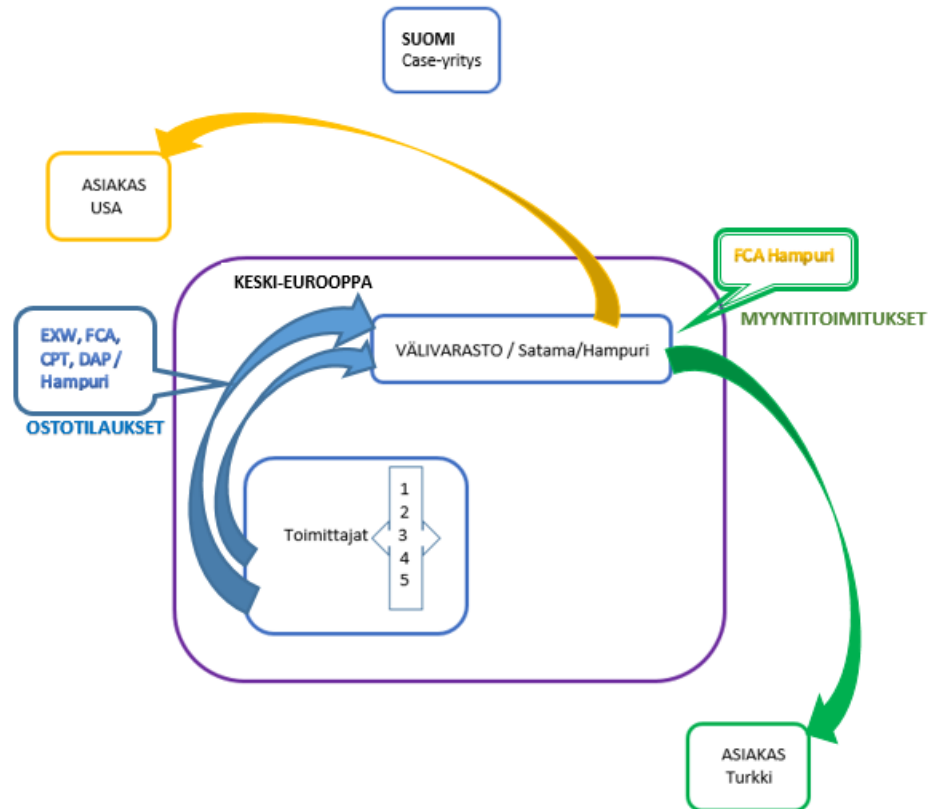 SUOMI
Case-yritys
ASIAKAS
USA
FCA Hampuri
KESKI-EUROOPPA
MYYNTITOIMITUKSET
EXW, FCA,
CPT, DAP /
Hampuri
VÄLIVARASTO / Satama/Hampuri
OSTOTILAUKSET
Toimittajat
1
2
3
4
5
ASIAKAS
Turkki